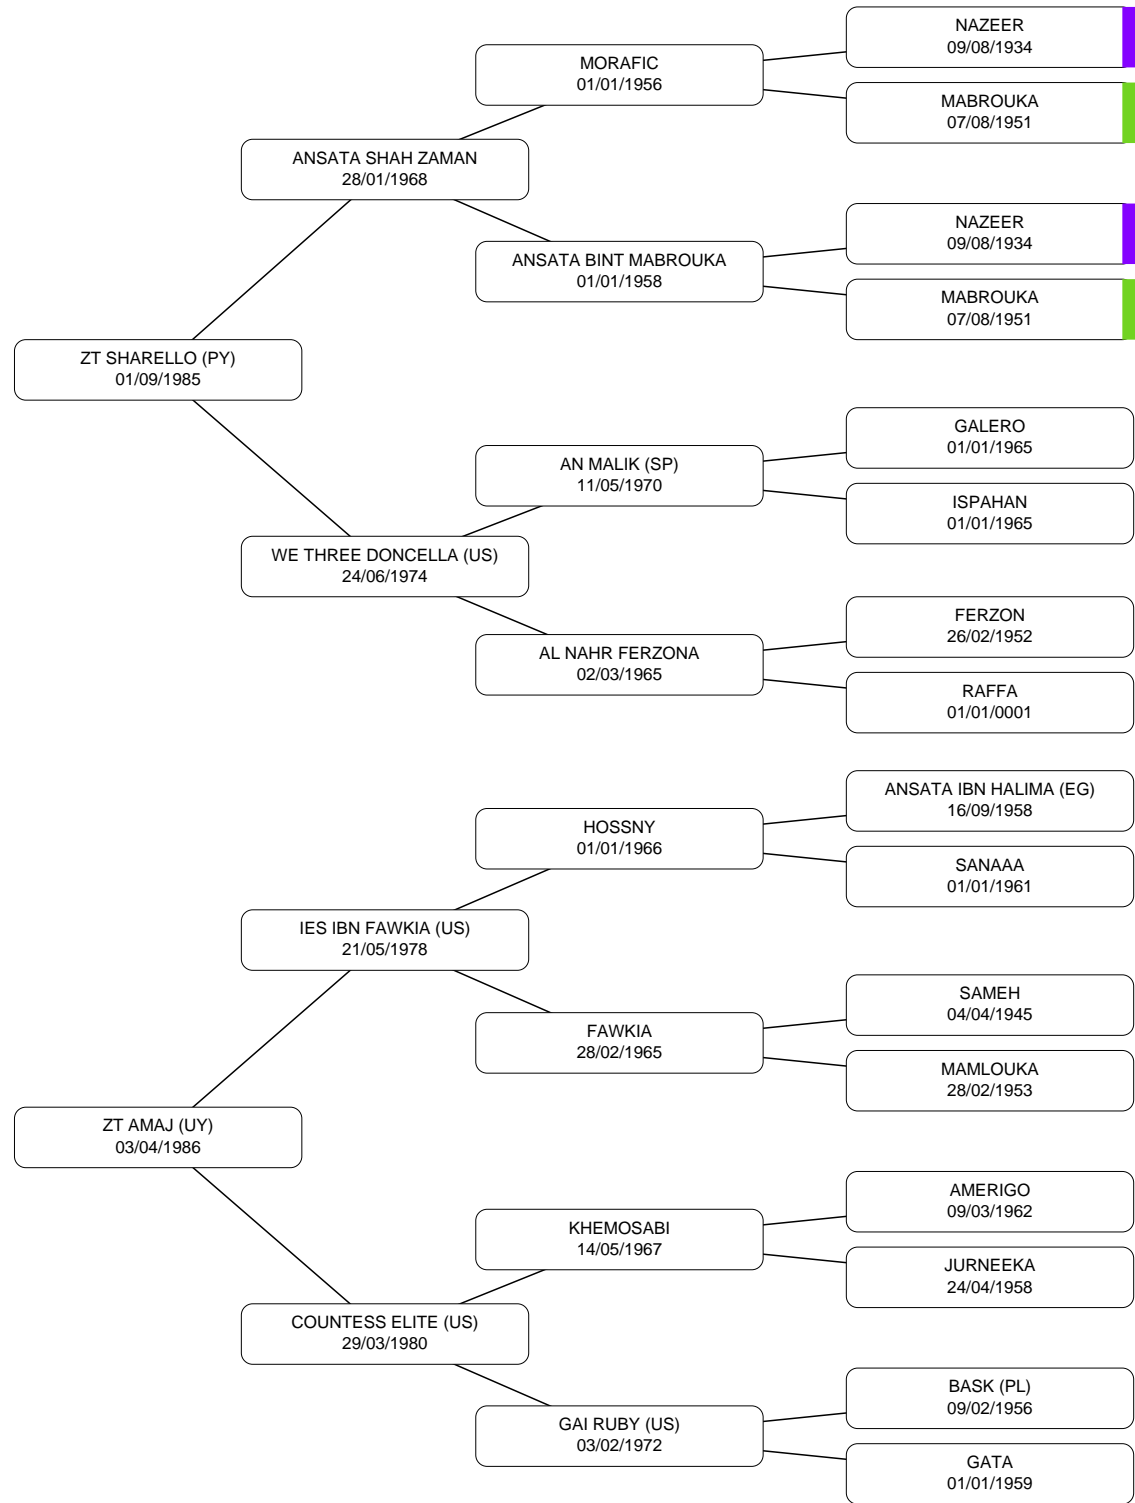 NAZEER
09/08/1934
MORAFIC
01/01/1956
MABROUKA
07/08/1951
ANSATA SHAH ZAMAN
28/01/1968
NAZEER
09/08/1934
ANSATA BINT MABROUKA
01/01/1958
MABROUKA
07/08/1951
ZT SHARELLO (PY)
01/09/1985
GALERO
01/01/1965
AN MALIK (SP)
11/05/1970
ISPAHAN
01/01/1965
WE THREE DONCELLA (US)
24/06/1974
FERZON
26/02/1952
AL NAHR FERZONA
02/03/1965
RAFFA
01/01/0001
ANSATA IBN HALIMA (EG)
16/09/1958
HOSSNY
01/01/1966
SANAAA
01/01/1961
IES IBN FAWKIA (US)
21/05/1978
SAMEH
04/04/1945
FAWKIA
28/02/1965
MAMLOUKA
28/02/1953
ZT AMAJ (UY)
03/04/1986
AMERIGO
09/03/1962
KHEMOSABI
14/05/1967
JURNEEKA
24/04/1958
COUNTESS ELITE (US)
29/03/1980
BASK (PL)
09/02/1956
GAI RUBY (US)
03/02/1972
GATA
01/01/1959